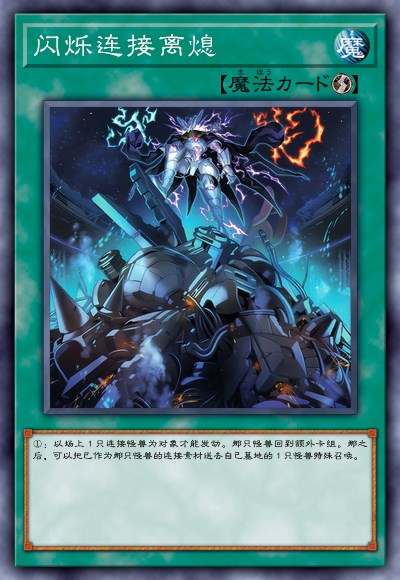 闪烁连接离熄
魔
【魔法カード】
ま ほう
①:以场上1只连接怪兽为对象才能发动。那只怪兽回到额外卡组。那之
后,可以把已作为那只怪兽的连接素材送去自己墓地的1只怪兽特殊召唤。